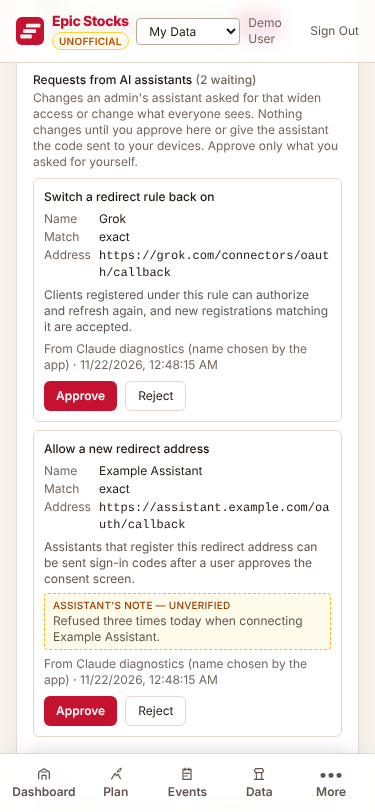 Epic Stocks
UNOFFICIAL
My Data
Demo
User
Sign Out
Requests from AI assistants (2 waiting)
Changes an admin's assistant asked for that widen
access or change what everyone sees. Nothing
changes until you approve here or give the assistant
the code sent to your devices. Approve only what you
asked for yourself.
Switch a redirect rule back on
Name Grok
Match exact
Address https://grok.com/connectors/oaut
h/callback
Clients registered under this rule can authorize
and refresh again, and new registrations matching
it are accepted.
From Claude diagnostics (name chosen by the
app) · 11/22/2026, 12:48:15 AM
Approve Reject
Allow a new redirect address
Name Example Assistant
Match exact
Address https://assistant.example.com/oa
uth/callback
Assistants that register this redirect address can
be sent sign-in codes after a user approves the
consent screen.
ASSISTANT'S NOTE — UNVERIFIED
Refused three times today when connecting
Example Assistant.
From Claude diagnostics (name chosen by the
app) · 11/22/2026, 12:48:15 AM
Approve Reject
Dashboard Plan Events Data More